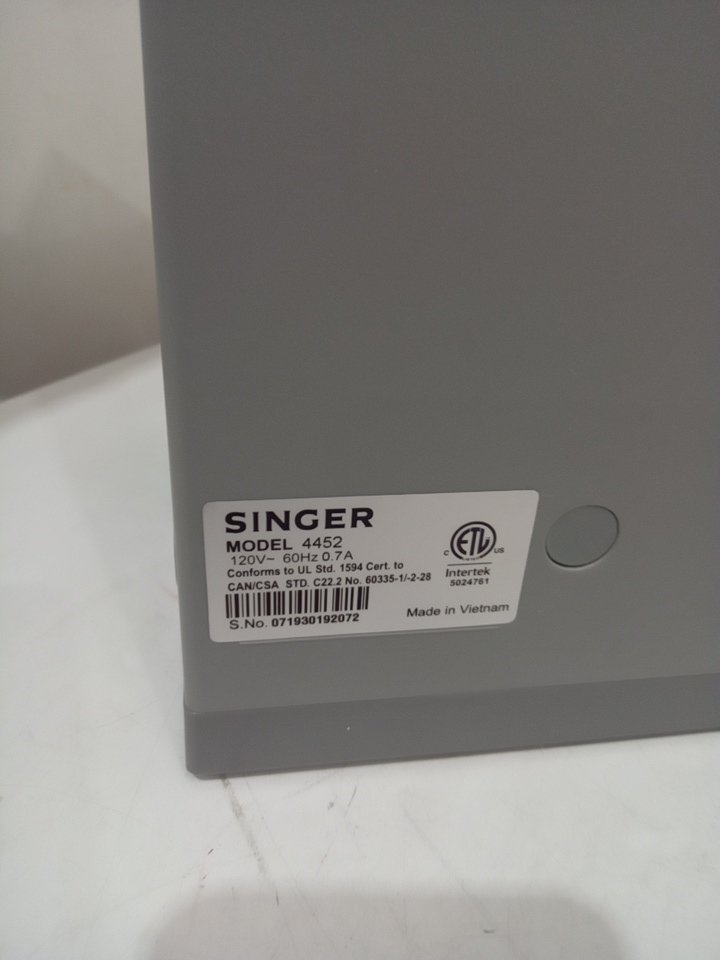 SINGER
MODEL 4452
120V~ 60Hz 0.7A
Conforms to UL Std. 1594 Cert. to
CAN/CSA STD. C22.2 No. 60335-1/-2-28
S.No. 071930192072
C ETL US
Intertek
5024761
Made in Vietnam